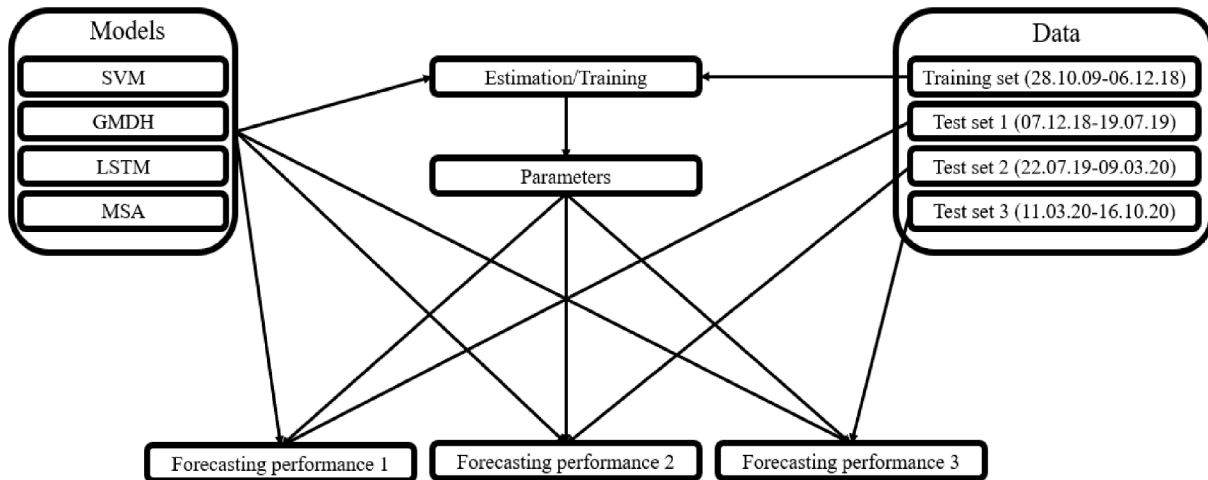 Models
SVM
GMDH
LSTM
MSA
Estimation/Training
Parameters
Data
Training set (28.10.09-06.12.18)
Test set 1 (07.12.18-19.07.19)
Test set 2 (22.07.19-09.03.20)
Test set 3 (11.03.20-16.10.20)
Forecasting performance 1
Forecasting performance 2
Forecasting performance 3